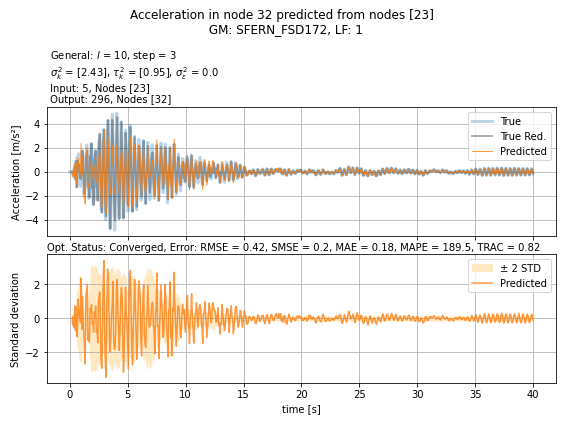 Acceleration in node 32 predicted from nodes [23]
GM: SFERN_FSD172, LF: 1
General: l = 10, step = 3
σ²ₖ = [2.43], τ²ₖ = [0.95], σ²ε = 0.0
Input: 5, Nodes [23]
Output: 296, Nodes [32]
Acceleration [m/s²]
4
2
0
−2
−4
True
True Red.
Predicted
Opt. Status: Converged, Error: RMSE = 0.42, SMSE = 0.2, MAE = 0.18, MAPE = 189.5, TRAC = 0.82
Standard deviation
2
0
−2
± 2 STD
Predicted
0 5 10 15 20 25 30 35 40
time [s]